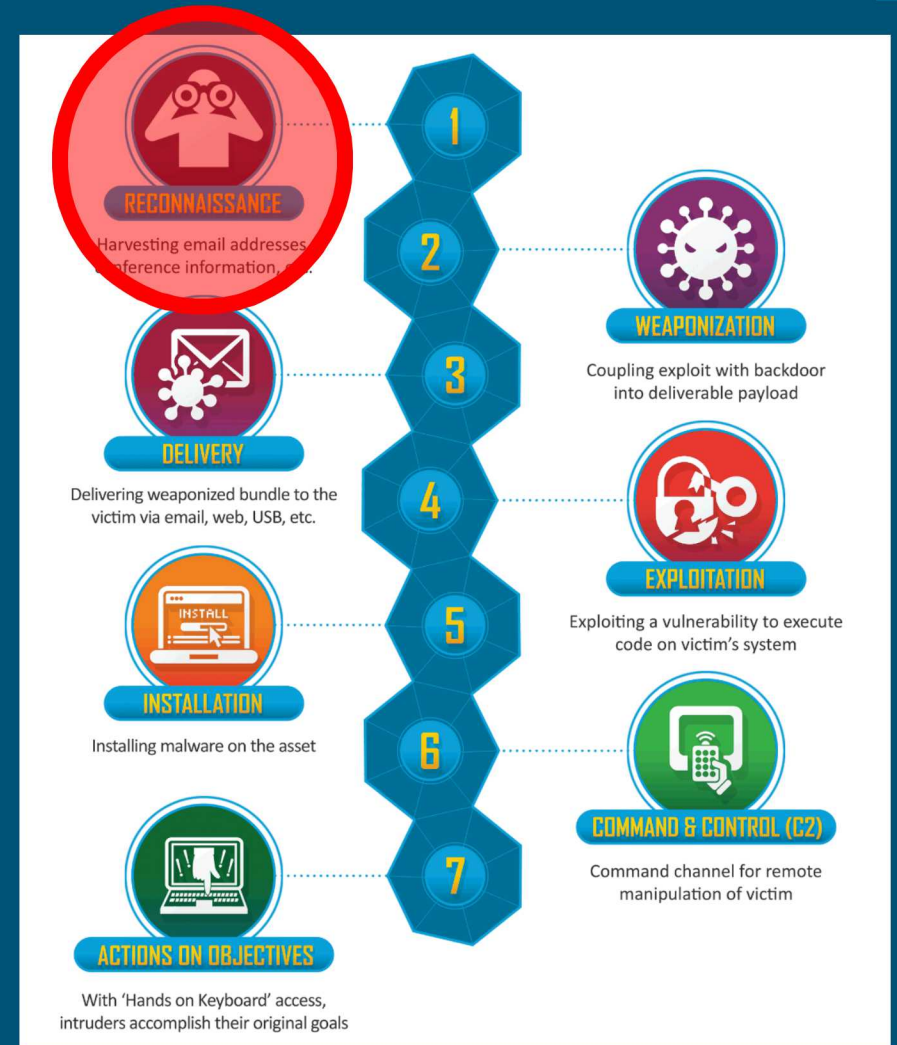 1
RECONNAISSANCE
Harvesting email addresses,
conference information,
2
WEAPONIZATION
Coupling exploit with backdoor
into deliverable payload
3
DELIVERY
Delivering weaponized bundle to the
victim via email, web, USB, etc.
4
EXPLOITATION
Exploiting a vulnerability to execute
code on victim's system
5
INSTALL
INSTALLATION
Installing malware on the asset
6
COMMAND & CONTROL (C2)
Command channel for remote
manipulation of victim
7
ACTIONS ON OBJECTIVES
With 'Hands on Keyboard' access,
intruders accomplish their original goals